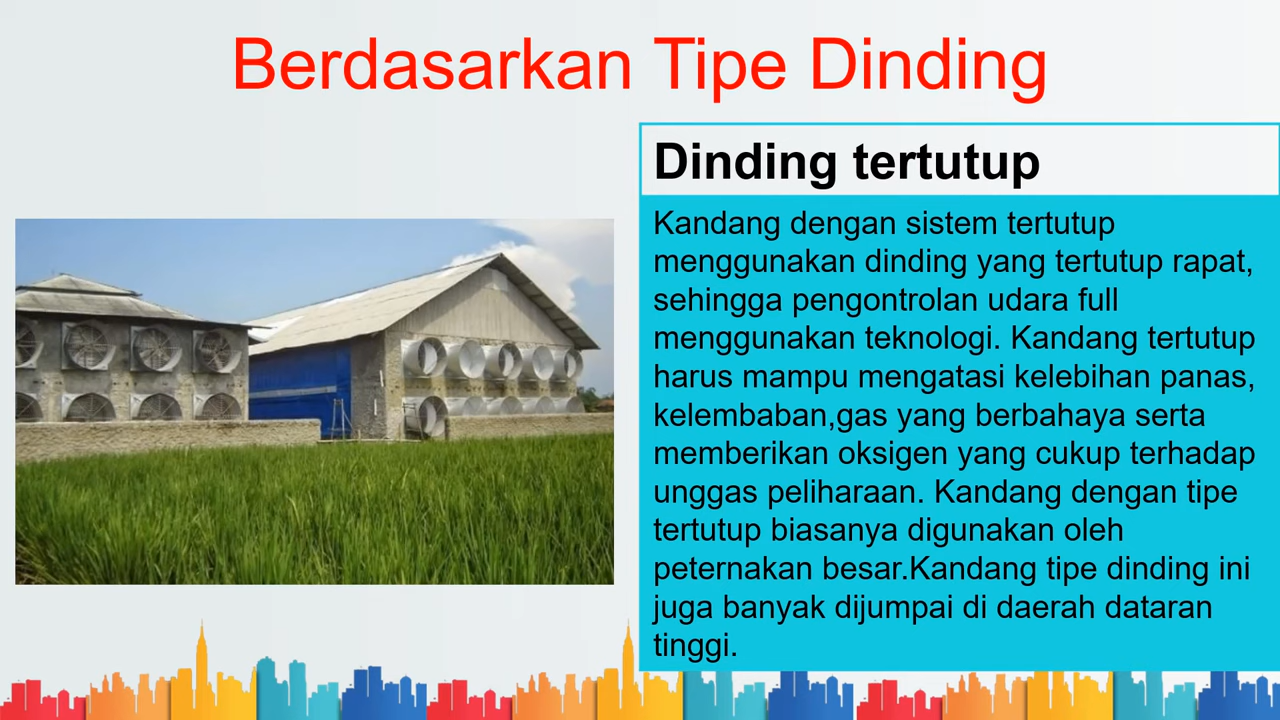 Berdasarkan Tipe Dinding
Dinding tertutup
Kandang dengan sistem tertutup
menggunakan dinding yang tertutup rapat,
sehingga pengontrolan udara full
menggunakan teknologi. Kandang tertutup
harus mampu mengatasi kelebihan panas,
kelembaban,gas yang berbahaya serta
memberikan oksigen yang cukup terhadap
unggas peliharaan. Kandang dengan tipe
tertutup biasanya digunakan oleh
peternakan besar.Kandang tipe dinding ini
juga banyak dijumpai di daerah dataran
tinggi.